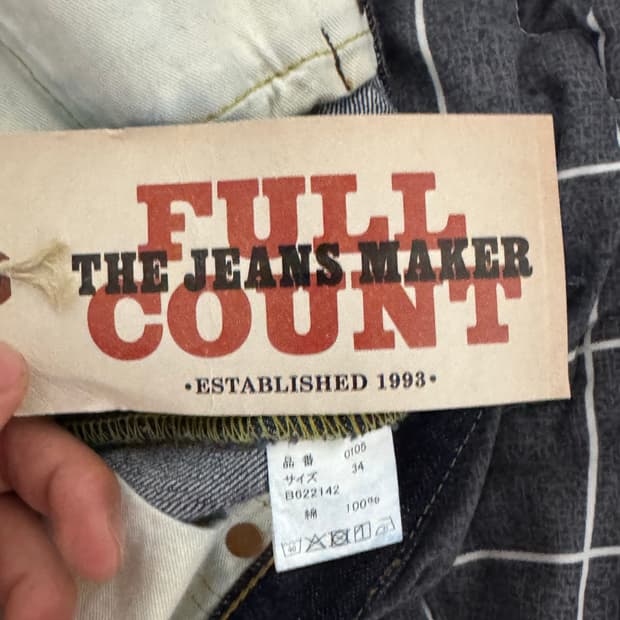 FULL
THE JEANS MAKER
COUNT
•ESTABLISHED 1993•
品番 0105
サイズ 34
B622142
綿 100%